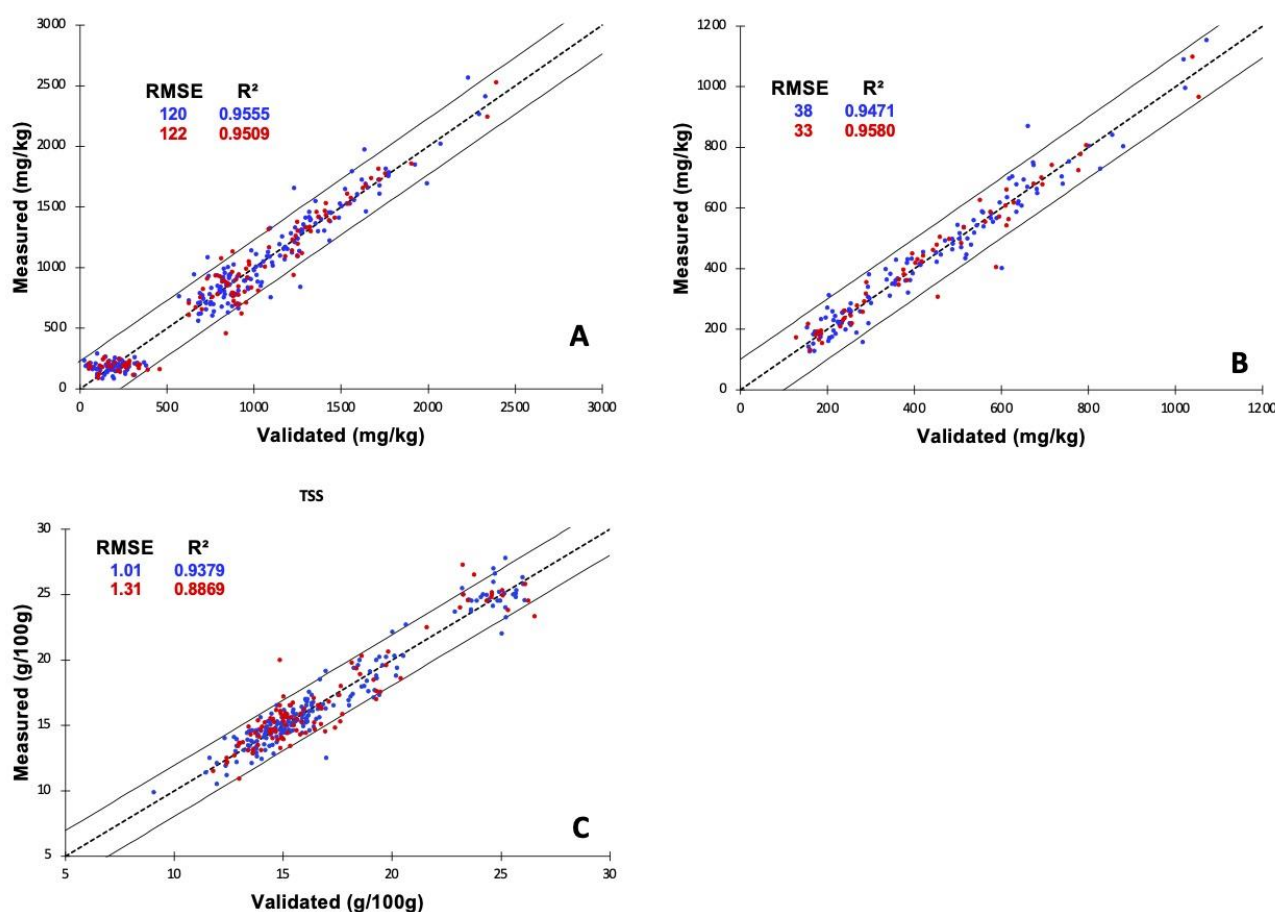 3000
2500
2000
1500
1000
500
0
Measured (mg/kg)
RMSE R²
120 0.9555
122 0.9509
A
0 500 1000 1500 2000 2500 3000
Validated (mg/kg)
1200
1000
800
600
400
200
0
Measured (mg/kg)
RMSE R²
38 0.9471
33 0.9580
B
0 200 400 600 800 1000 1200
Validated (mg/kg)
TSS
30
25
20
15
10
5
Measured (g/100g)
RMSE R²
1.01 0.9379
1.31 0.8869
C
5 10 15 20 25 30
Validated (g/100g)